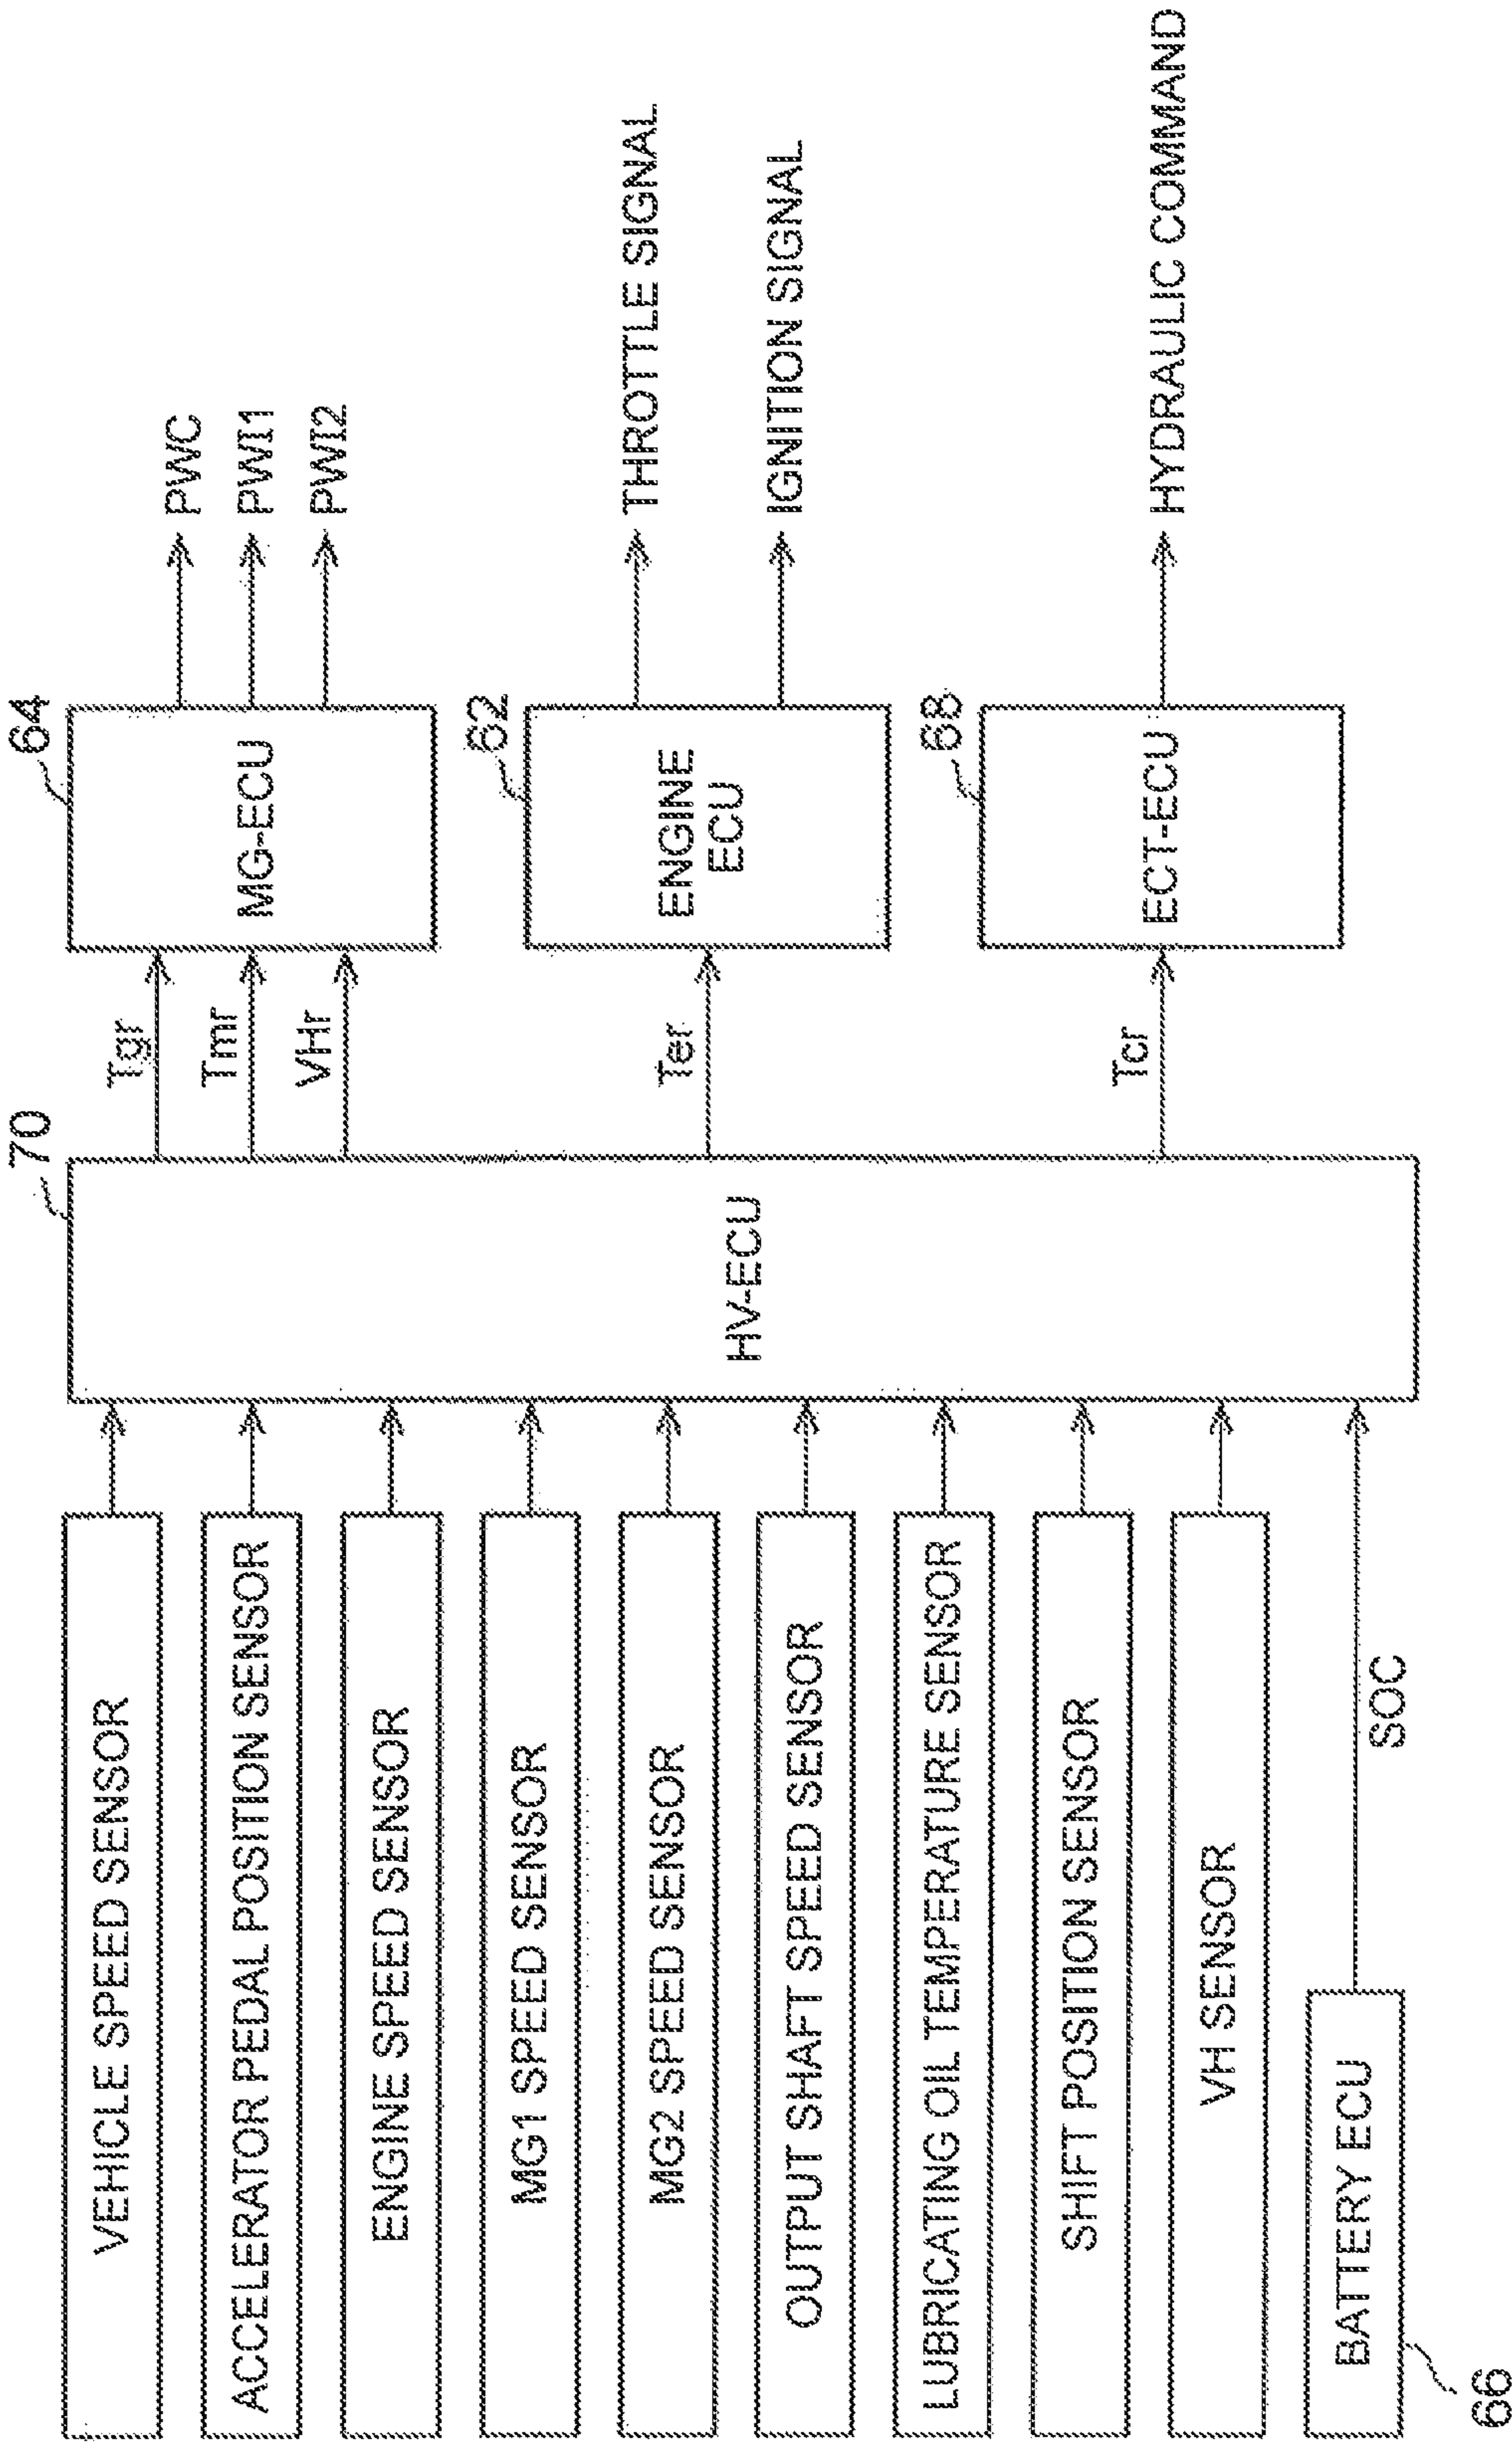 VEHICLE SPEED SENSOR
ACCELERATOR PEDAL POSITION SENSOR
ENGINE SPEED SENSOR
MG1 SPEED SENSOR
MG2 SPEED SENSOR
OUTPUT SHAFT SPEED SENSOR
LUBRICATING OIL TEMPERATURE SENSOR
SHIFT POSITION SENSOR
VH SENSOR
BATTERY ECU
66
SOC
70
HV-ECU
Tgr
Tmr
VHr
Ter
Tcr
64
MG-ECU
62
ENGINE
ECU
68
ECT-ECU
PWC
PWI1
PWI2
THROTTLE SIGNAL
IGNITION SIGNAL
HYDRAULIC COMMAND